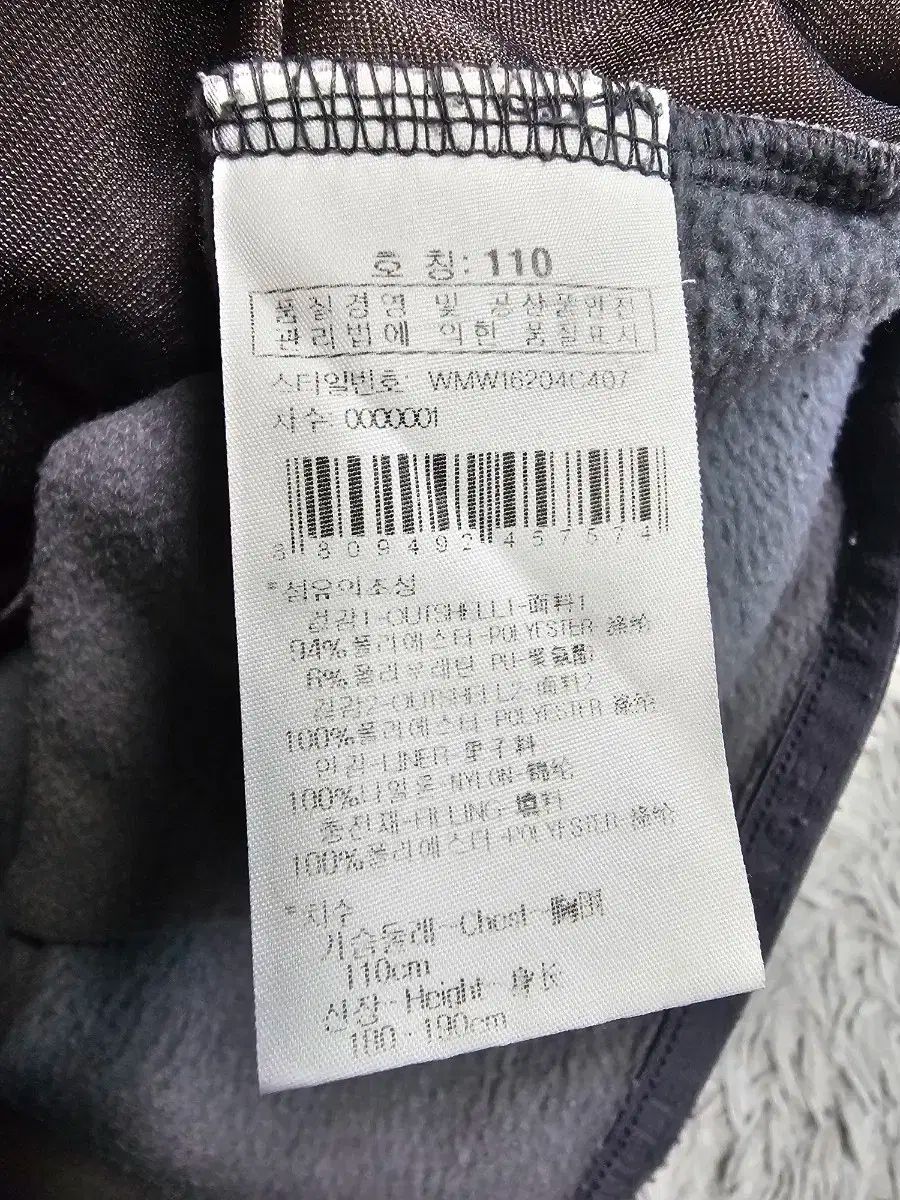 호 칭: 110
품질경영 및 공산품안전
관리법에 의한 품질표시
스타일번호: WMW16204C407
차수: 0000001
8 809492 457574
*섬유의조성
겉감1-OUTSHELL1-面料1
94%폴리에스터-POLYESTER 涤纶
폴리우레탄 PU-
겉감2-OUTSHELL2-面料2
100%폴리에스터 POLYESTER 涤纶
안감-LINER-里子料
100%나일론-NYLON-锦纶
충전재-FILLING-填料
100%폴리에스터-POLYESTER-涤纶
*치수
가슴둘레-Chest-胸围
110cm
신장-Height-身长
190cm